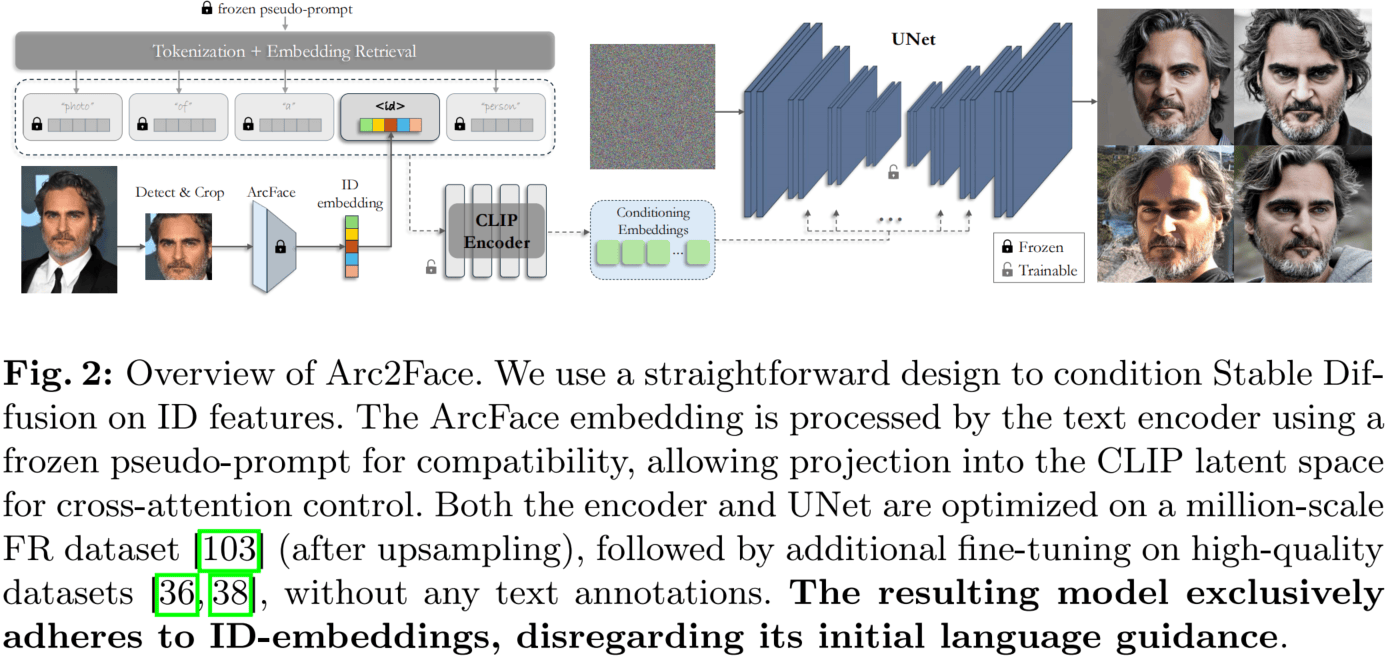 frozen pseudo-prompt
Tokenization + Embedding Retrieval
"photo"
"of"
"a"
<id>
"person"
Detect & Crop
ArcFace
ID
embedding
CLIP
Encoder
Conditioning
Embeddings
...
UNet
...
Frozen
Trainable
Fig. 2: Overview of Arc2Face. We use a straightforward design to condition Stable Dif-
fusion on ID features. The ArcFace embedding is processed by the text encoder using a
frozen pseudo-prompt for compatibility, allowing projection into the CLIP latent space
for cross-attention control. Both the encoder and UNet are optimized on a million-scale
FR dataset [103] (after upsampling), followed by additional fine-tuning on high-quality
datasets [36,38], without any text annotations. The resulting model exclusively
adheres to ID-embeddings, disregarding its initial language guidance.